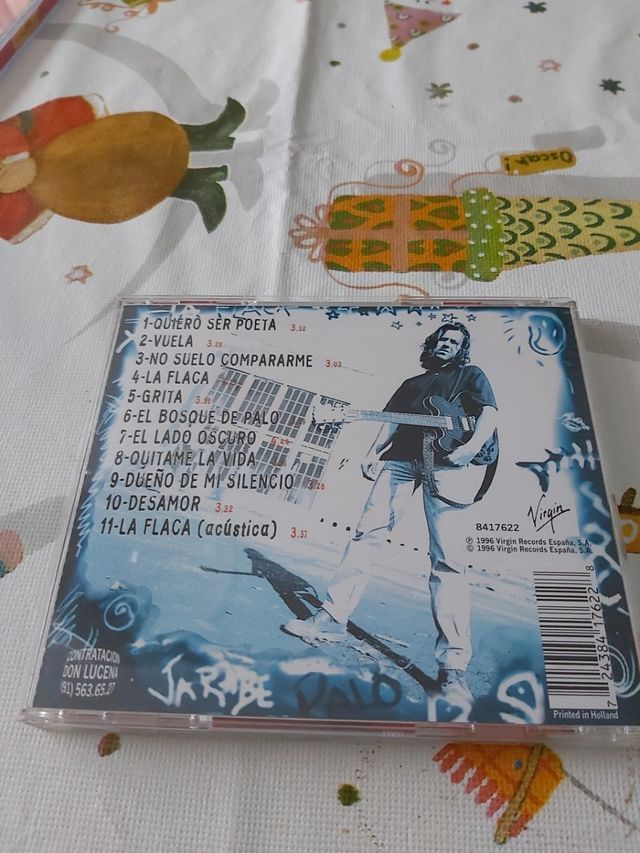 Oscar!
1-QUIERO SER POETA 3.32
2-VUELA 3.23
3-NO SUELO COMPARARME 3.03
4-LA FLACA
5-GRITA
6-EL BOSQUE DE PALO
7-EL LADO OSCURO
8-QUITAME LA VIDA
9-DUEÑO DE MI SILENCIO 3.28
10-DESAMOR 3.32
11-LA FLACA (acústica) 3.37
Virgin
8417622
℗ 1996 Virgin Records España, S.A.
© 1996 Virgin Records España, S.A.
7 24384 17622 8
Printed in Holland
CONTRATACION
DON LUCENA
(91) 563.65.27
JARABE PALO